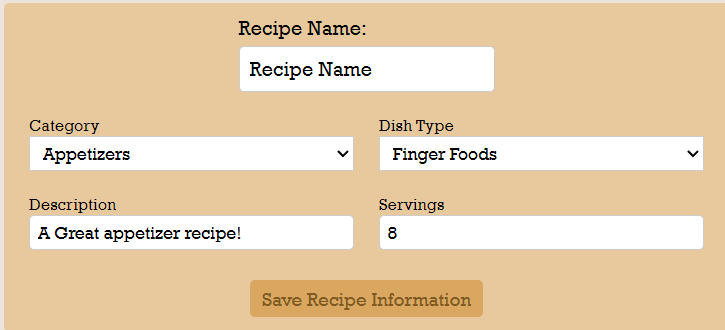 Recipe Name:
Recipe Name
Category
Dish Type
Appetizers
Finger Foods
Description
Servings
A Great appetizer recipe!
8
Save Recipe Information